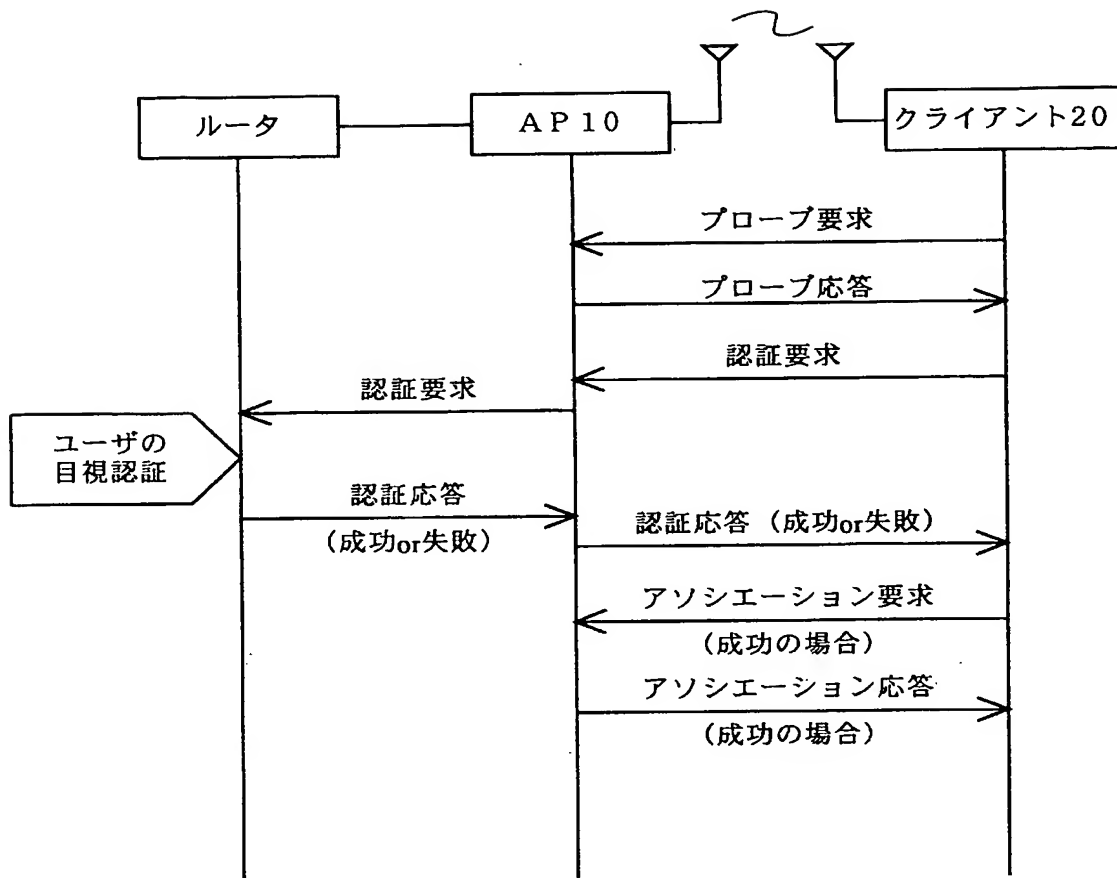 ルータ
AP10
クライアント20
プローブ要求
プローブ応答
認証要求
認証要求
ユーザの
目視認証
認証応答
(成功or失敗)
認証応答(成功or失敗)
アソシエーション要求
(成功の場合)
アソシエーション応答
(成功の場合)